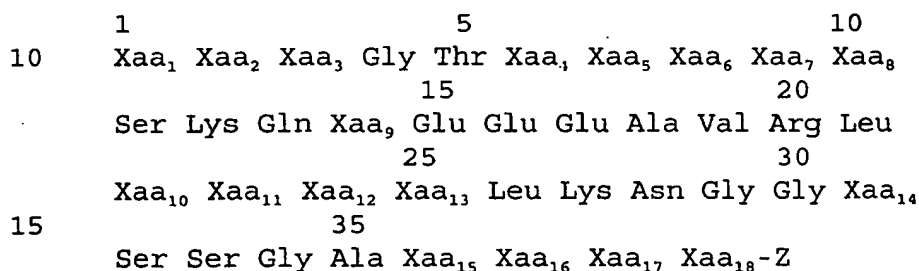 1 5 10
10 Xaa₁ Xaa₂ Xaa₃ Gly Thr Xaa₄ Xaa₅ Xaa₆ Xaa₇ Xaa₈
15 20
Ser Lys Gln Xaa₉ Glu Glu Glu Ala Val Arg Leu
25 30
Xaa₁₀ Xaa₁₁ Xaa₁₂ Xaa₁₃ Leu Lys Asn Gly Gly Xaa₁₄
15 35
Ser Ser Gly Ala Xaa₁₅ Xaa₁₆ Xaa₁₇ Xaa₁₈-Z